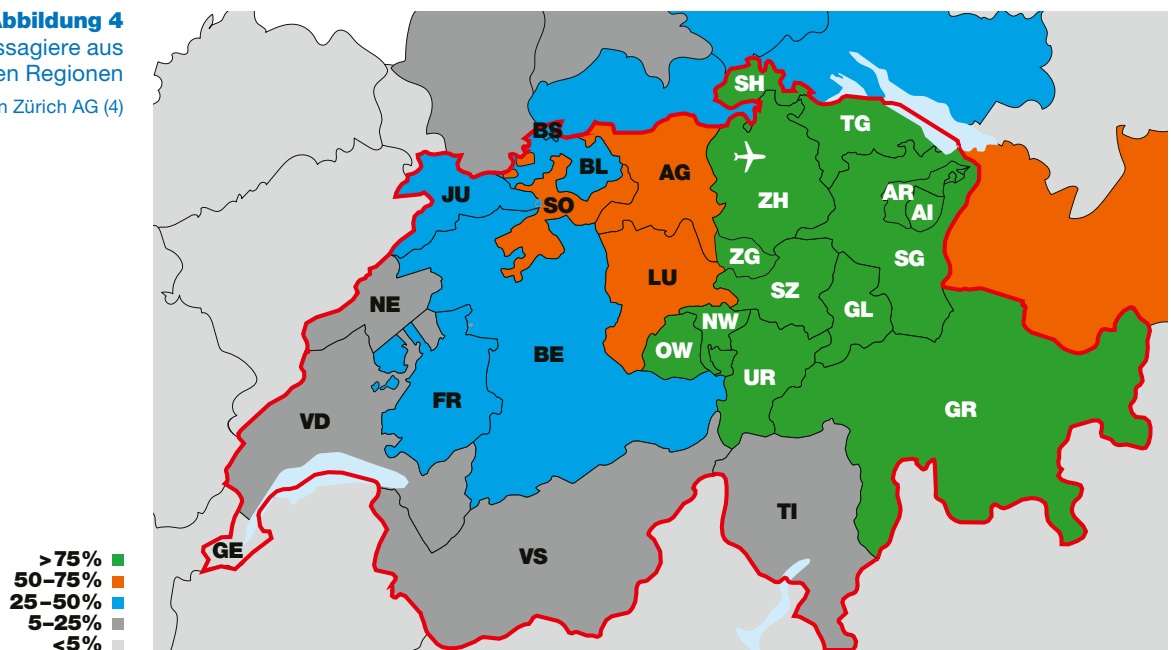 Abbildung 4
ssagiere aus
en Regionen
n Zürich AG (4)
SH
BS
TG
BL
AG
JU
ZH
AR
SO
AI
ZG
SG
LU
SZ
NE
GL
NW
OW
BE
UR
FR
GR
VD
TI
GE
VS
>75%
50–75%
25–50%
5–25%
<5%